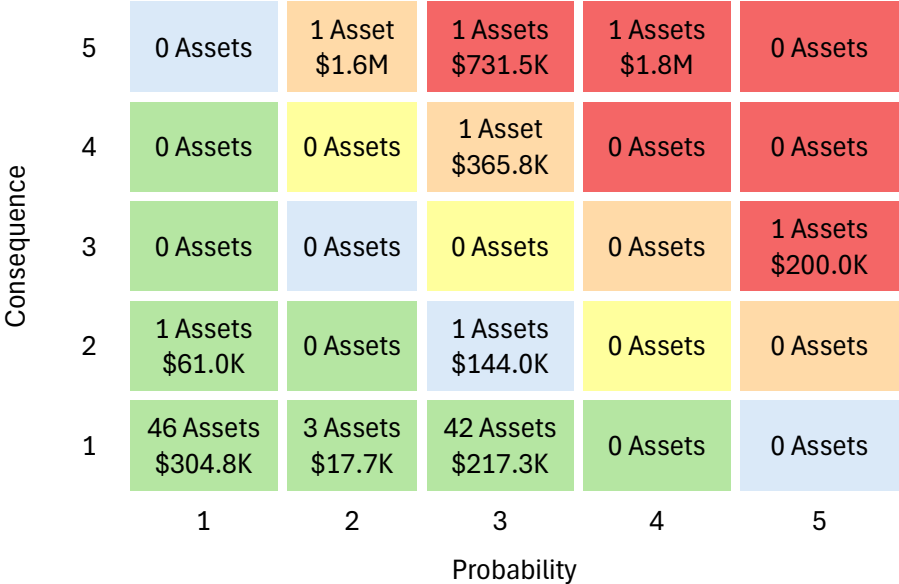 5
0 Assets
1 Asset
$1.6M
1 Assets
$731.5K
1 Assets
$1.8M
0 Assets
4
0 Assets
0 Assets
1 Asset
$365.8K
0 Assets
0 Assets
Consequence
3
0 Assets
0 Assets
0 Assets
0 Assets
1 Assets
$200.0K
2
1 Assets
$61.0K
0 Assets
1 Assets
$144.0K
0 Assets
0 Assets
1
46 Assets
$304.8K
3 Assets
$17.7K
42 Assets
$217.3K
0 Assets
0 Assets
1
2
3
4
5
Probability